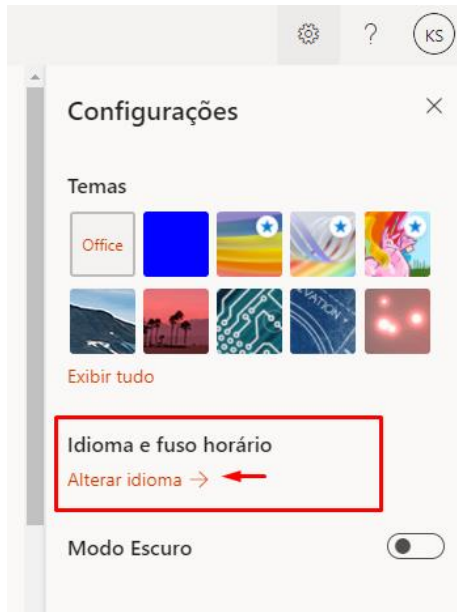 ? KS
Configurações
Temas
Office
Exibir tudo
Idioma e fuso horário
Alterar idioma →
Modo Escuro